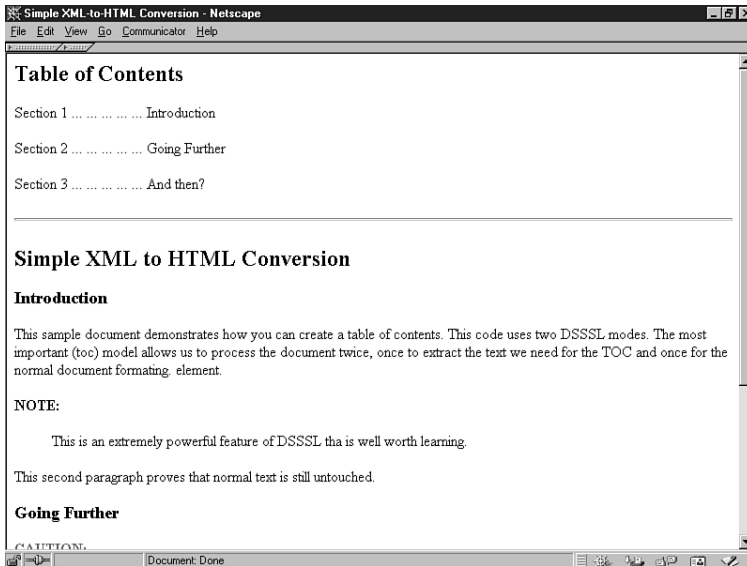 Simple XML-to-HTML Conversion - Netscape
File Edit View Go Communicator Help
Table of Contents
Section 1 ... ... ... ... ... Introduction
Section 2 ... ... ... ... ... Going Further
Section 3 ... ... ... ... ... And then?
Simple XML to HTML Conversion
Introduction
This sample document demonstrates how you can create a table of contents. This code uses two DSSSL modes. The most
important (toc) model allows us to process the document twice, once to extract the text we need for the TOC and once for the
normal document formating. element.
NOTE:
This is an extremely powerful feature of DSSSL tha is well worth learning.
This second paragraph proves that normal text is still untouched.
Going Further
CAUTION:
Document: Done